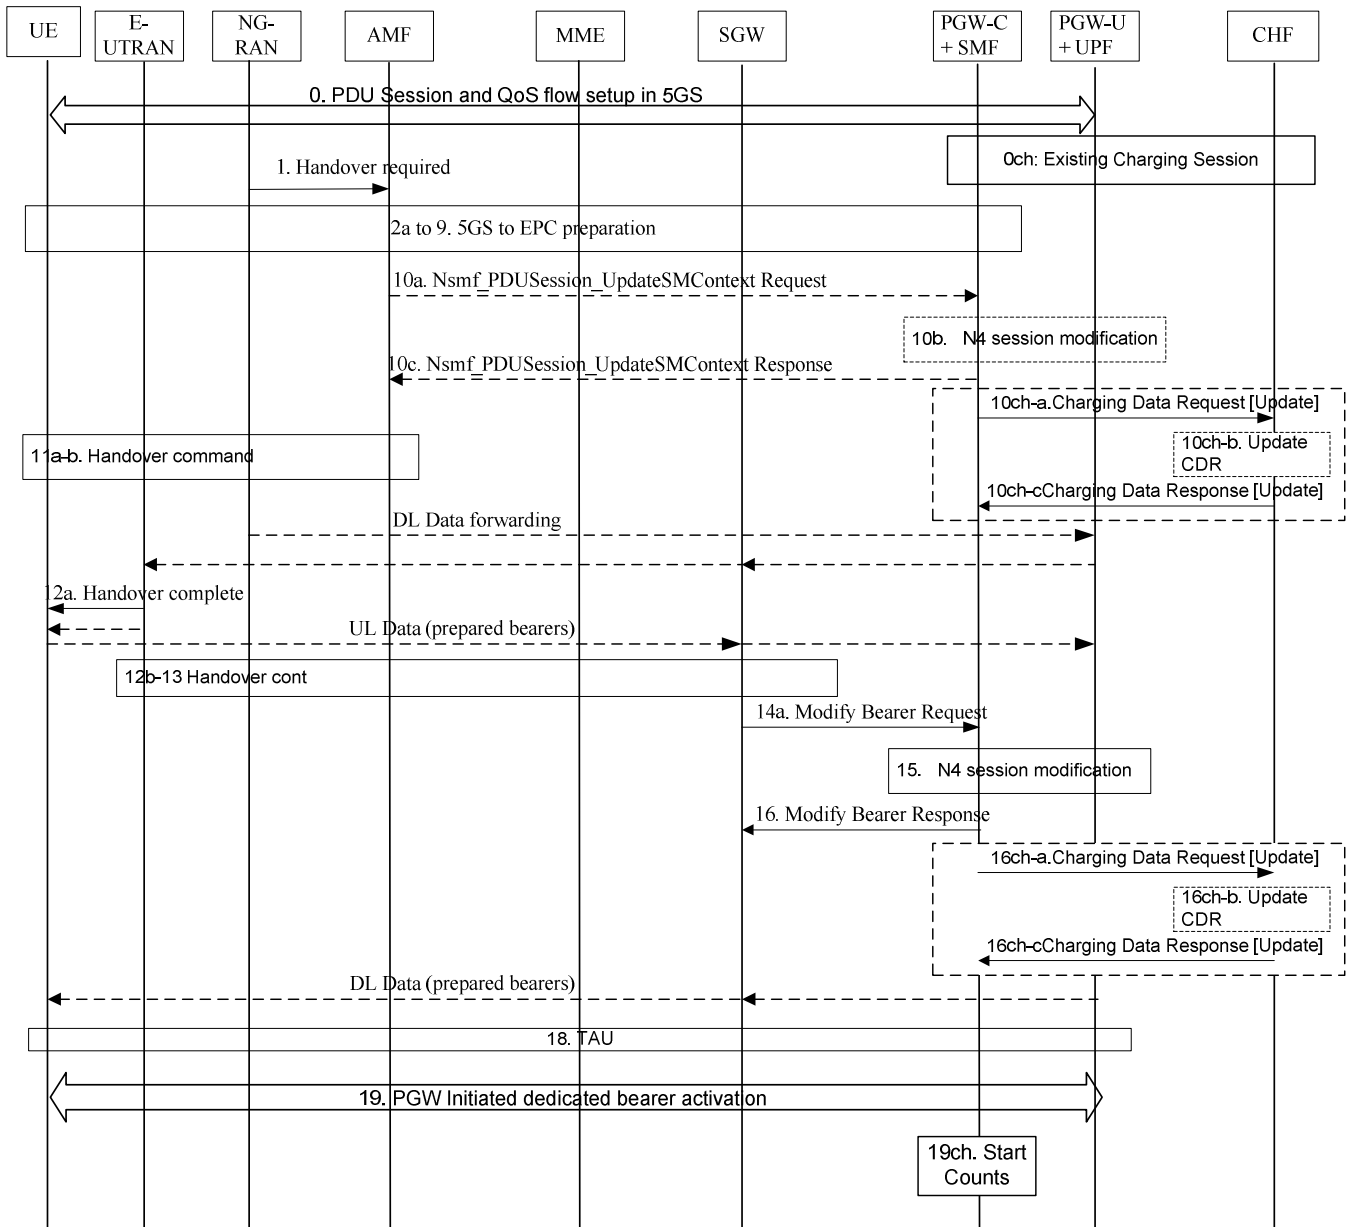 UE
E-
UTRAN
NG-
RAN
AMF
MME
SGW
PGW-C
+ SMF
PGW-U
+ UPF
CHF
0. PDU Session and QoS flow setup in 5GS
0ch: Existing Charging Session
1. Handover required
2a to 9. 5GS to EPC preparation
10a. Nsmf_PDUSession_UpdateSMContext Request
10b. N4 session modification
10c. Nsmf_PDUSession_UpdateSMContext Response
10ch-a.Charging Data Request [Update]
10ch-b. Update
CDR
11a-b. Handover command
10ch-cCharging Data Response [Update]
DL Data forwarding
12a. Handover complete
UL Data (prepared bearers)
12b-13 Handover cont
14a. Modify Bearer Request
15. N4 session modification
16. Modify Bearer Response
16ch-a.Charging Data Request [Update]
16ch-b. Update
CDR
16ch-cCharging Data Response [Update]
DL Data (prepared bearers)
18. TAU
19. PGW Initiated dedicated bearer activation
19ch. Start
Counts